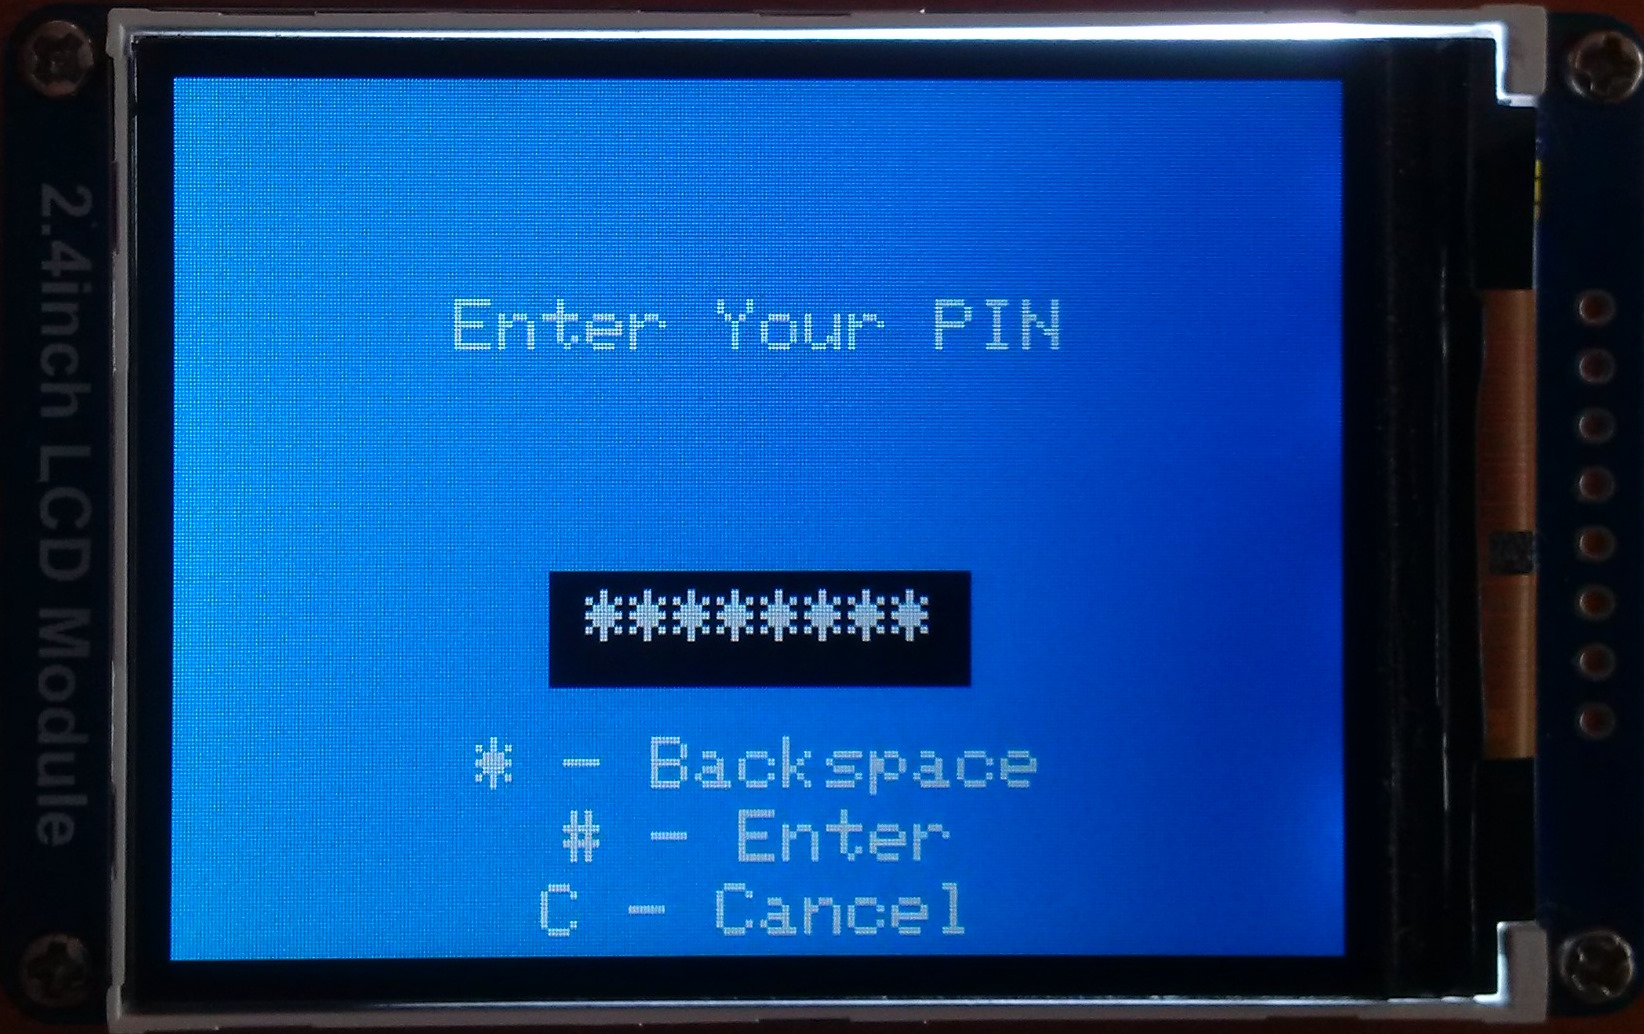 2.4inch LCD Module
Enter Your PIN
********
* - Backspace
# - Enter
C - Cancel